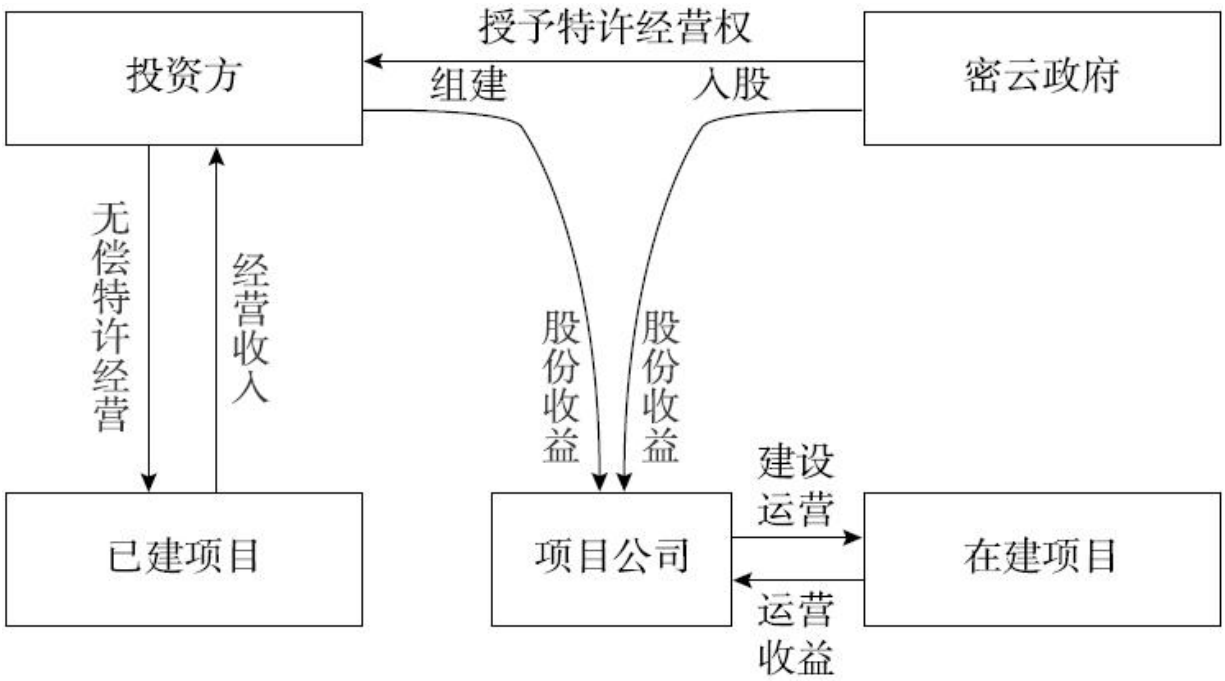 授予特许经营权
投资方
组建
入股
密云政府
无偿特许经营
经营收入
股份收益
股份收益
建设
运营
已建项目
项目公司
在建项目
运营
收益